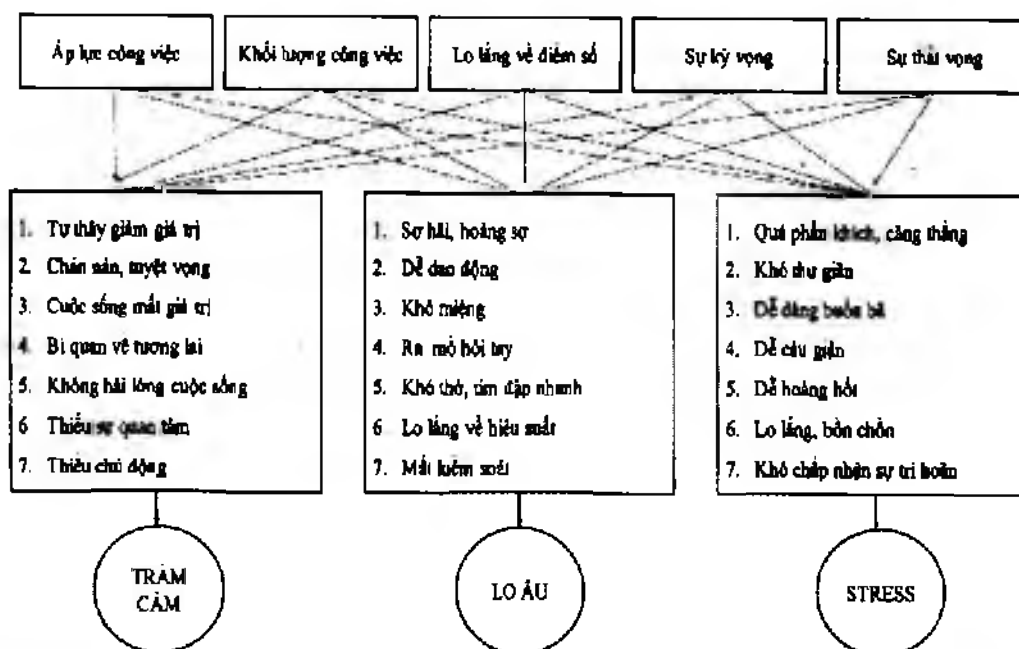 Áp lực công việc
Khối lượng công việc
Lo lắng về điểm số
Sự kỳ vọng
Sự thất vọng
1. Tự thấy giảm giá trị
2. Chán nản, tuyệt vọng
3. Cuộc sống mất giá trị
4. Bi quan về tương lai
5. Không hài lòng cuộc sống
6 Thiếu sự quan tâm
7. Thiếu chủ động
1. Sợ hãi, hoảng sợ
2. Dễ dao động
3. Khô miệng
4. Ra mồ hôi tay
5. Khó thở, tim đập nhanh
6 Lo lắng về hiệu suất
7. Mất kiểm soát
1. Quá phấn khích, căng thẳng
2. Khó thư giãn
3. Dễ dàng buồn bã
4. Dễ cáu giận
5. Dễ hoảng hốt
6. Lo lắng, bồn chồn
7. Khó chấp nhận sự trì hoãn
TRẦM
CẢM
LO ÂU
STRESS